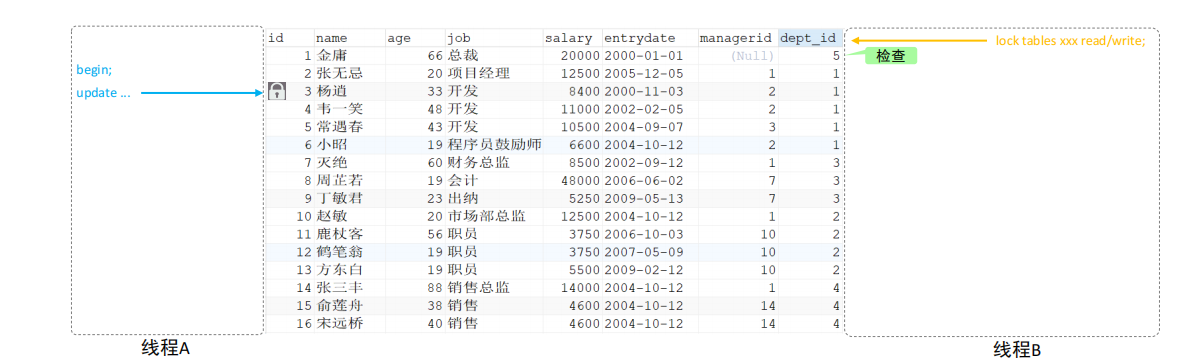 id name age job salary entrydate managerid dept_id
lock tables xxx read/write;
1 金庸 66 总裁 20000 2000-01-01 (Null) 5
检查
begin;
2 张无忌 20 项目经理 12500 2005-12-05 1 1
update ...
3 杨逍 33 开发 8400 2000-11-03 2 1
4 韦一笑 48 开发 11000 2002-02-05 2 1
5 常遇春 43 开发 10500 2004-09-07 3 1
6 小昭 19 程序员鼓励师 6600 2004-10-12 2 1
7 灭绝 60 财务总监 8500 2002-09-12 1 3
8 周芷若 19 会计 48000 2006-06-02 7 3
9 丁敏君 23 出纳 5250 2009-05-13 7 3
10 赵敏 20 市场部总监 12500 2004-10-12 1 2
11 鹿杖客 56 职员 3750 2006-10-03 10 2
12 鹤笔翁 19 职员 3750 2007-05-09 10 2
13 方东白 19 职员 5500 2009-02-12 10 2
14 张三丰 88 销售总监 14000 2004-10-12 1 4
15 俞莲舟 38 销售 4600 2004-10-12 14 4
16 宋远桥 40 销售 4600 2004-10-12 14 4
线程A
线程B